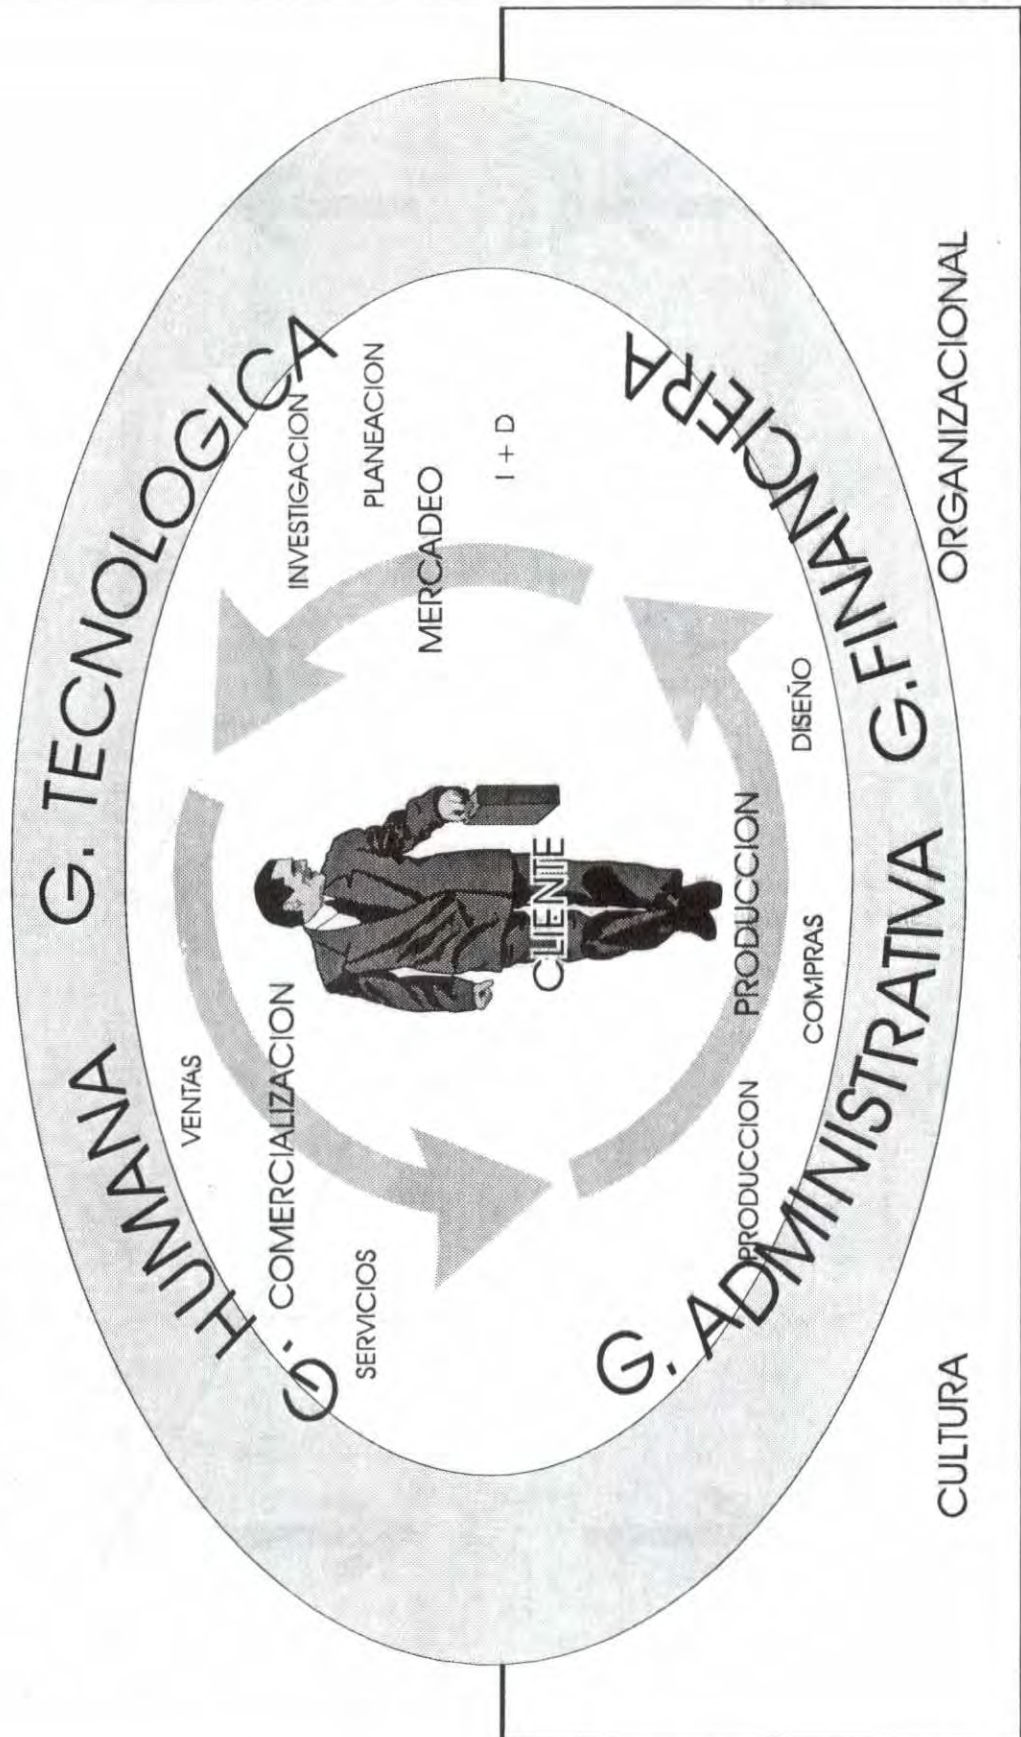 G. HUMANA G. TECNOLOGICA
VENTAS
COMERCIALIZACION
SERVICIOS
INVESTIGACION
PLANEACION
MERCADEO
I + D
CLIENTE
PRODUCCION
PRODUCCION
COMPRAS
DISEÑO
G. ADMINISTRATIVA G.FINANCIERA
CULTURA ORGANIZACIONAL